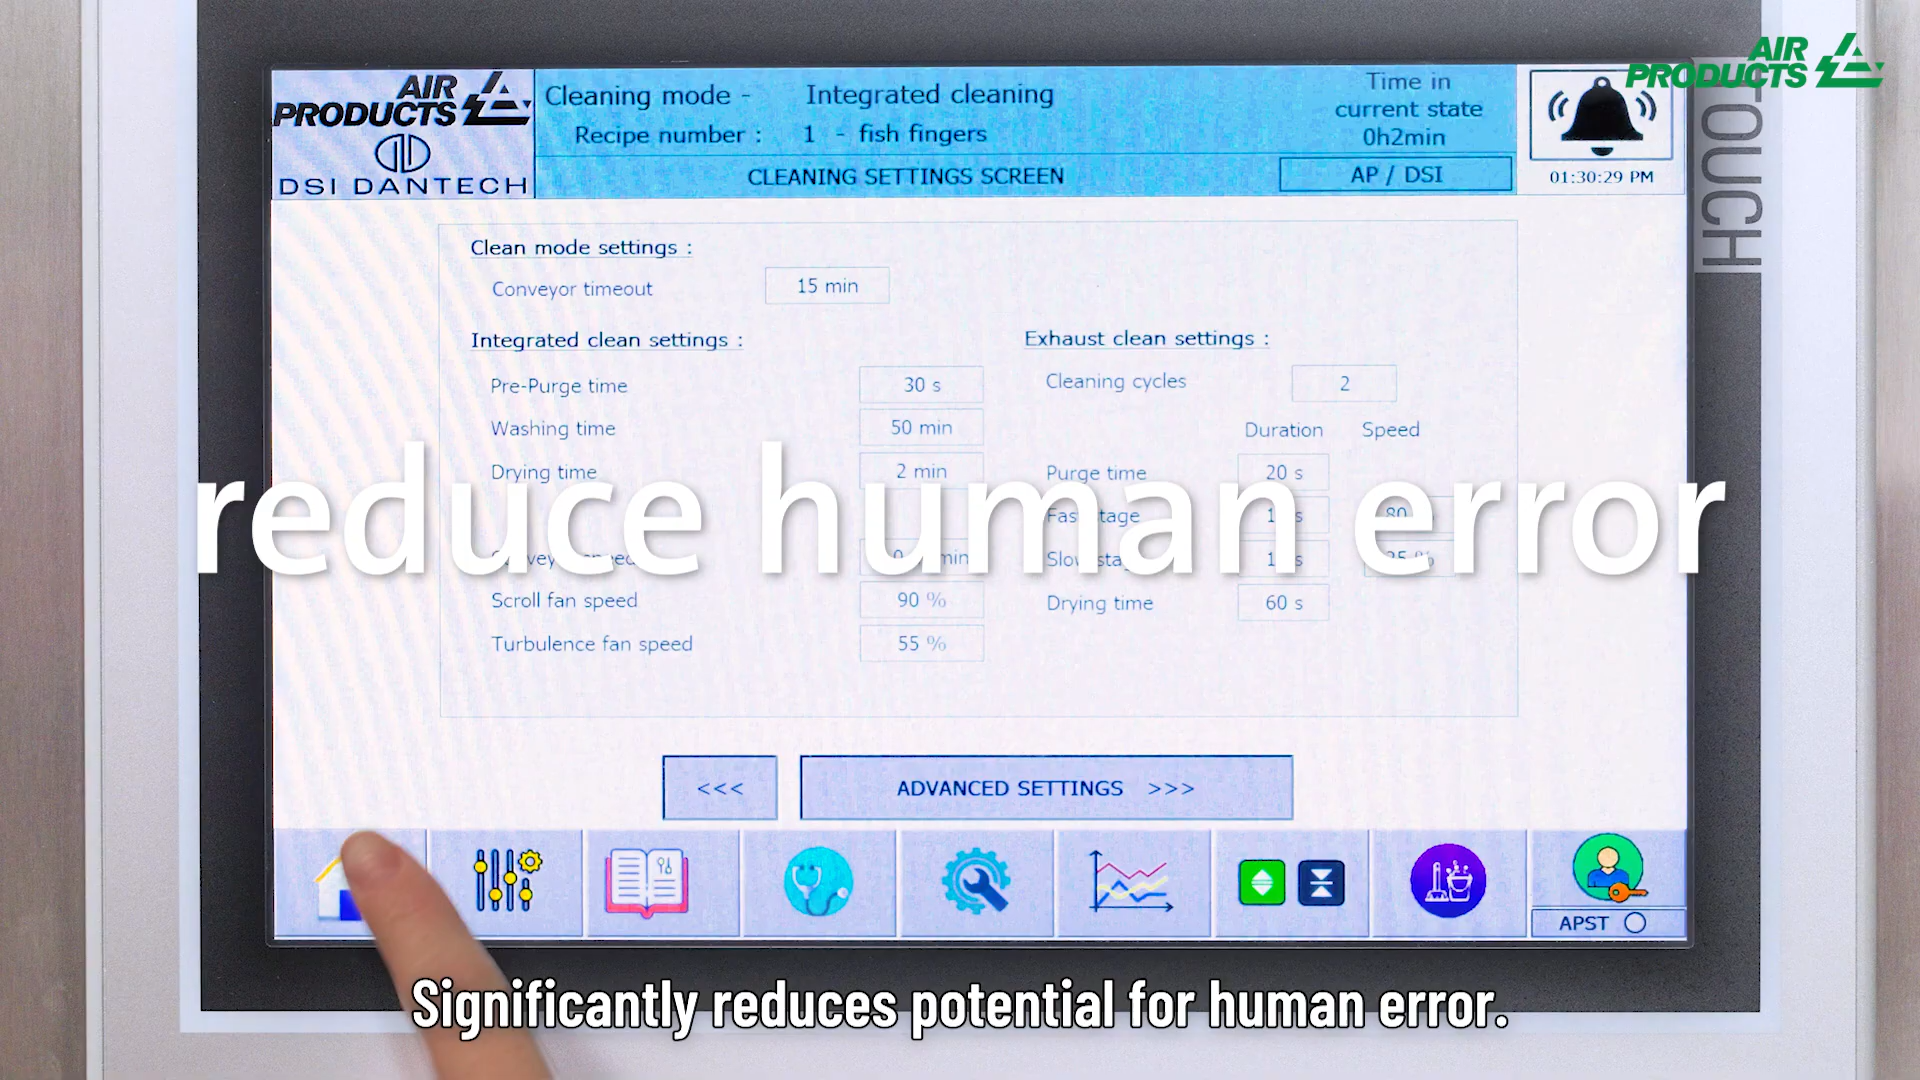 AIR
PRODUCTS
AIR
PRODUCTS
DSI DANTECH
Cleaning mode - Integrated cleaning
Recipe number : 1 - fish fingers
CLEANING SETTINGS SCREEN
Time in
current state
0h2min
AP / DSI
01:30:29 PM
TOUCH
Clean mode settings :
Conveyor timeout 15 min
Integrated clean settings :
Pre-Purge time 30 s
Washing time 50 min
Drying time 2 min
Scroll fan speed 90 %
Turbulence fan speed 55 %
Exhaust clean settings :
Cleaning cycles 2
Duration Speed
Purge time 20 s
80
Drying time 60 s
reduce human error
<<<
ADVANCED SETTINGS >>>
APST
Significantly reduces potential for human error.